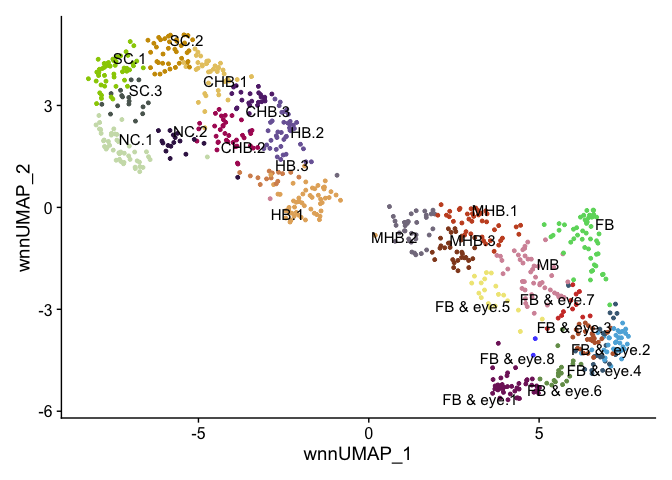 SC.2
SC.1
CHB.1
SC.3
CHB.3
3
NC.2
HB.2
NC.1
CHB.2
HB.3
0
HB.1
MHB.1
FB
MHB.2
MHB.3
MB
FB & eye.7
-3
FB & eye.5
FB & eye.3
FB & eye.2
FB & eye.8
FB & eye.4
FB & eye.6
FB & eye.1
-6
-5
0
5
wnnUMAP_1
wnnUMAP_2